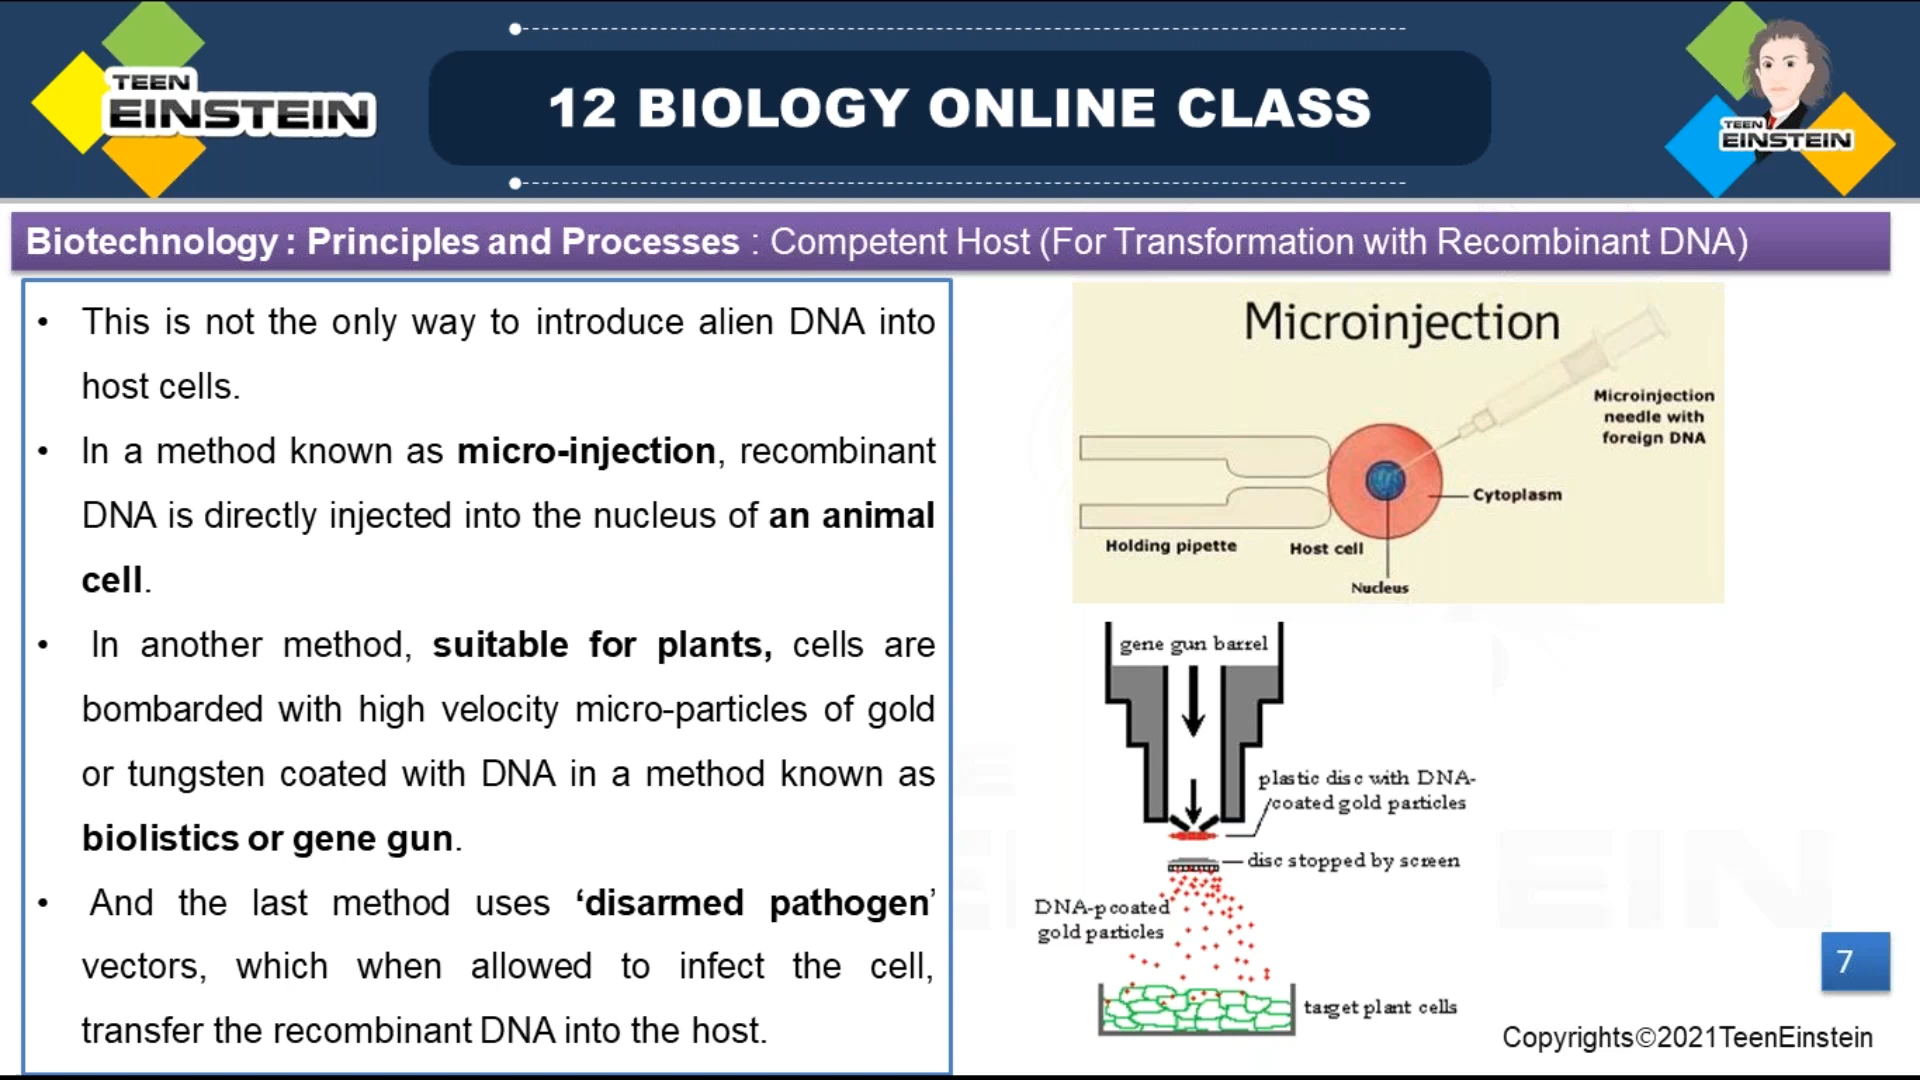 TEEN
EINSTEIN
12 BIOLOGY ONLINE CLASS
TEEN
EINSTEIN
Biotechnology : Principles and Processes : Competent Host (For Transformation with Recombinant DNA)
• This is not the only way to introduce alien DNA into
host cells.
• In a method known as micro-injection, recombinant
DNA is directly injected into the nucleus of an animal
cell.
• In another method, suitable for plants, cells are
bombarded with high velocity micro-particles of gold
or tungsten coated with DNA in a method known as
biolistics or gene gun.
• And the last method uses ‘disarmed pathogen’
vectors, which when allowed to infect the cell,
transfer the recombinant DNA into the host.
Microinjection
Microinjection
needle with
foreign DNA
Cytoplasm
Holding pipette
Host cell
Nucleus
gene gun barrel
plastic disc with DNA-
coated gold particles
disc stopped by screen
DNA-pcoated
gold particles
target plant cells
7
Copyrights©2021TeenEinstein